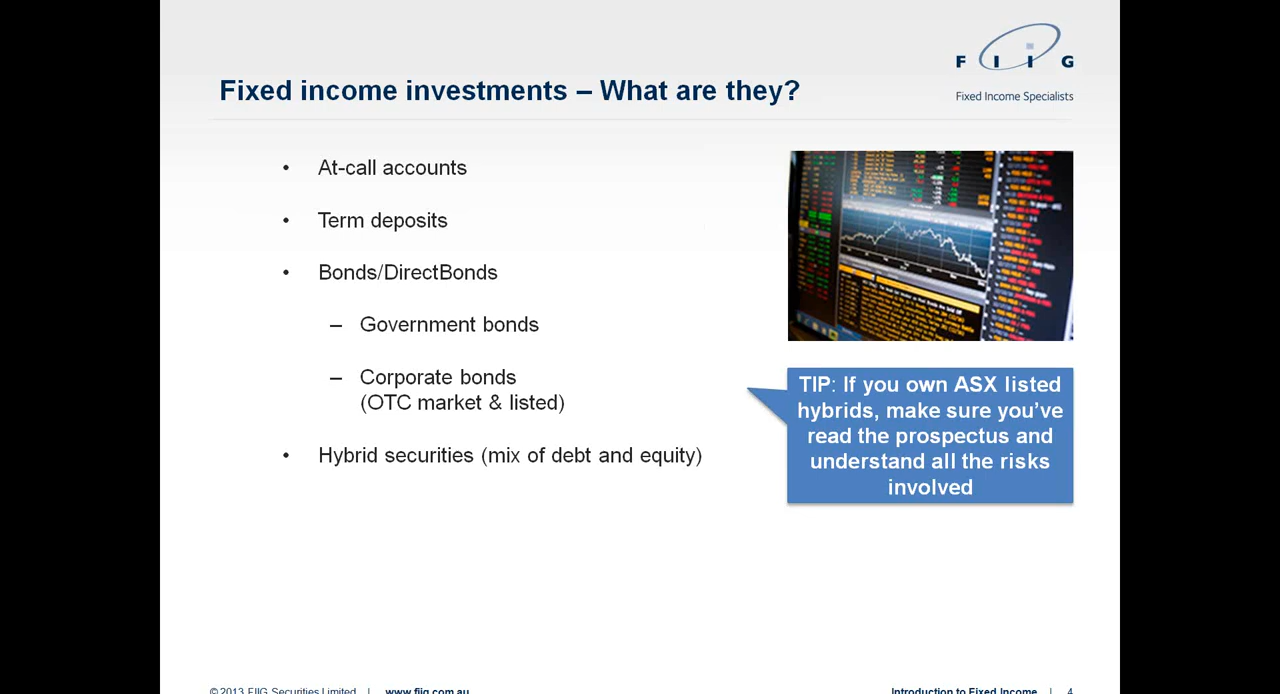 F I I G
Fixed Income Specialists
Fixed income investments – What are they?
• At-call accounts
• Term deposits
• Bonds/DirectBonds
– Government bonds
– Corporate bonds
(OTC market & listed)
• Hybrid securities (mix of debt and equity)
TIP: If you own ASX listed
hybrids, make sure you’ve
read the prospectus and
understand all the risks
involved
© 2013 FIIG Securities Limited | www.fiig.com.au
Introduction to Fixed Income | 4